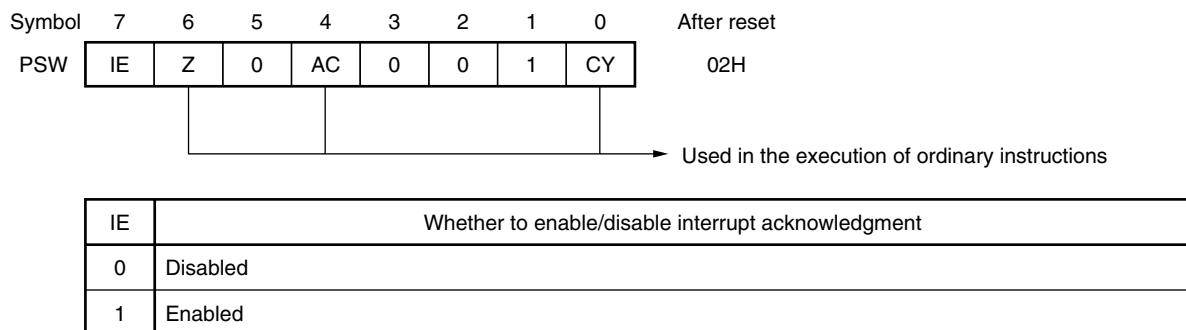 Symbol 7 6 5 4 3 2 1 0 After reset
PSW IE Z 0 AC 0 0 1 CY 02H
Used in the execution of ordinary instructions
IE Whether to enable/disable interrupt acknowledgment
0 Disabled
1 Enabled